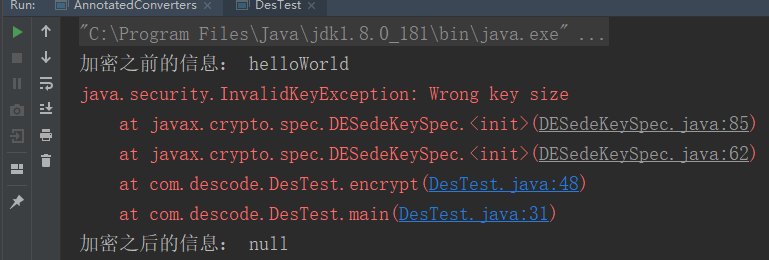 Run: AnnotatedConverters × DesTest ×
"C:\Program Files\Java\jdk1.8.0_181\bin\java.exe" ...
加密之前的信息： helloWorld
java.security.InvalidKeyException: Wrong key size
at javax.crypto.spec.DESedeKeySpec.<init>(DESedeKeySpec.java:85)
at javax.crypto.spec.DESedeKeySpec.<init>(DESedeKeySpec.java:62)
at com.descode.DesTest.encrypt(DesTest.java:48)
at com.descode.DesTest.main(DesTest.java:31)
加密之后的信息： null